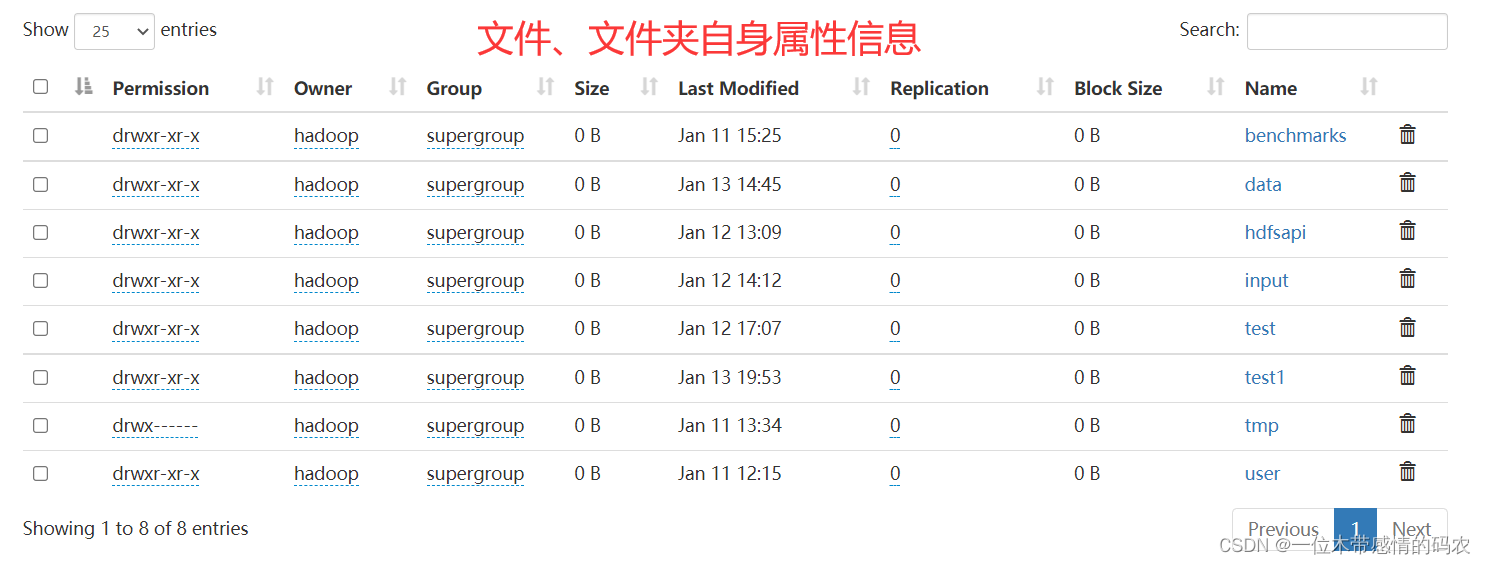 Show 25 entries 文件、文件夹自身属性信息 Search:
Permission Owner Group Size Last Modified Replication Block Size Name
drwxr-xr-x hadoop supergroup 0 B Jan 11 15:25 0 0 B benchmarks
drwxr-xr-x hadoop supergroup 0 B Jan 13 14:45 0 0 B data
drwxr-xr-x hadoop supergroup 0 B Jan 12 13:09 0 0 B hdfsapi
drwxr-xr-x hadoop supergroup 0 B Jan 12 14:12 0 0 B input
drwxr-xr-x hadoop supergroup 0 B Jan 12 17:07 0 0 B test
drwxr-xr-x hadoop supergroup 0 B Jan 13 19:53 0 0 B test1
drwx------ hadoop supergroup 0 B Jan 11 13:34 0 0 B tmp
drwxr-xr-x hadoop supergroup 0 B Jan 11 12:15 0 0 B user
Showing 1 to 8 of 8 entries Previous 1 Next
CSDN @一位木带感情的码农